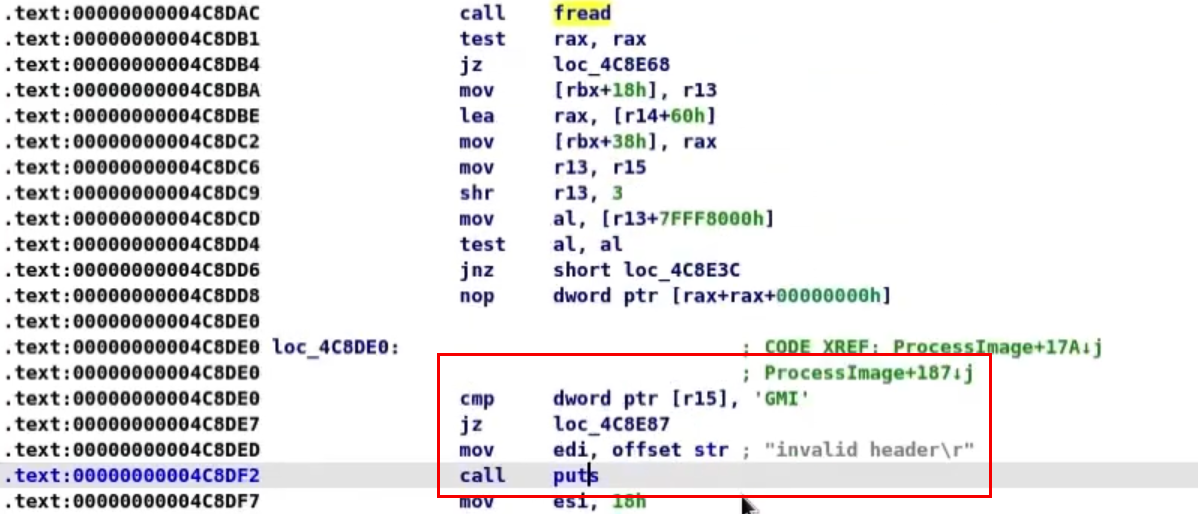 .text:00000000004C8DAC call fread
.text:00000000004C8DB1 test rax, rax
.text:00000000004C8DB4 jz loc_4C8E68
.text:00000000004C8DBA mov [rbx+18h], r13
.text:00000000004C8DBE lea rax, [r14+60h]
.text:00000000004C8DC2 mov [rbx+38h], rax
.text:00000000004C8DC6 mov r13, r15
.text:00000000004C8DC9 shr r13, 3
.text:00000000004C8DCD mov al, [r13+7FFF8000h]
.text:00000000004C8DD4 test al, al
.text:00000000004C8DD6 jnz short loc_4C8E3C
.text:00000000004C8DD8 nop dword ptr [rax+rax+00000000h]
.text:00000000004C8DE0
.text:00000000004C8DE0 loc_4C8DE0: ; CODE XREF: ProcessImage+17A↓j
.text:00000000004C8DE0 ; ProcessImage+187↓j
.text:00000000004C8DE0 cmp dword ptr [r15], 'GMI'
.text:00000000004C8DE7 jz loc_4C8E87
.text:00000000004C8DED mov edi, offset str ; "invalid header\r"
.text:00000000004C8DF2 call puts
.text:00000000004C8DF7 mov esi, 18h